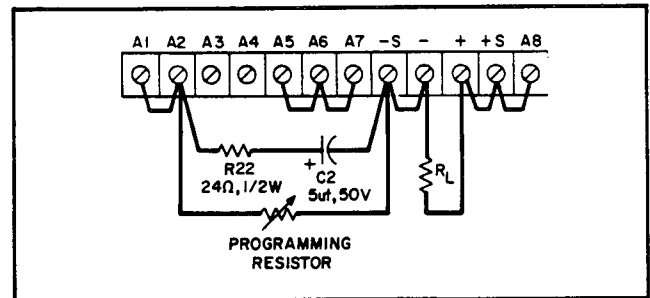 A1 A2 A3 A4 A5 A6 A7 -S - + +S A8
R22
24Ω, 1/2W
+
C2
5uf, 50V
RL
PROGRAMMING
RESISTOR